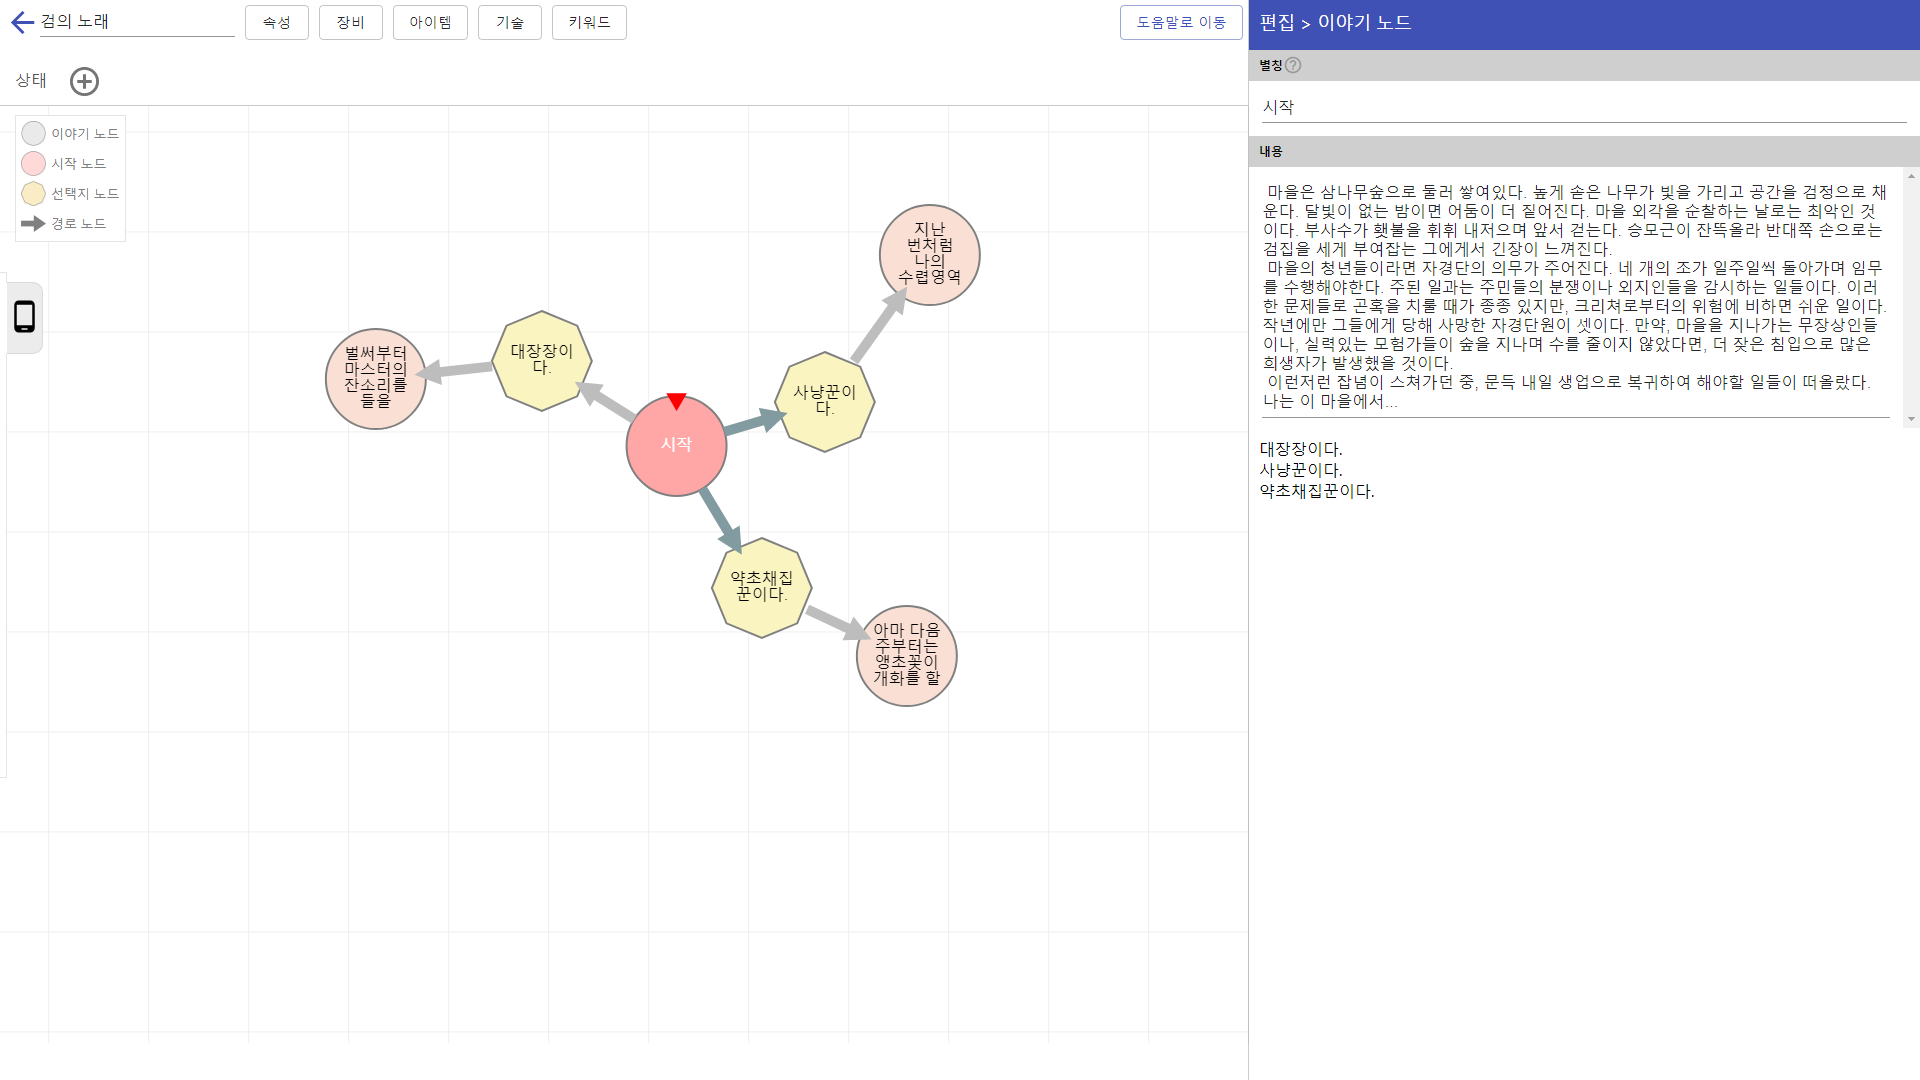 검의 노래
속성
장비
아이템
기술
키워드
도움말로 이동
상태
이야기 노드
시작 노드
선택지 노드
경로 노드
지난
번처럼
나의
수렵영역
벌써부터
마스터의
잔소리를
들을
대장장이
다.
사냥꾼이
다.
시작
약초채집
꾼이다.
아마 다음
주부터는
앵초꽃이
개화를 할
편집 > 이야기 노드
별칭?
시작
내용
마을은 삼나무숲으로 둘러 쌓여있다. 높게 솓은 나무가 빛을 가리고 공간을 검정으로 채
운다. 달빛이 없는 밤이면 어둠이 더 짙어진다. 마을 외각을 순찰하는 날로는 최악인 것
이다. 부사수가 횃불을 휘휘 내저으며 앞서 걷는다. 승모근이 잔뜩올라 반대쪽 손으로는
검집을 세게 부여잡는 그에게서 긴장이 느껴진다.
마을의 청년들이라면 자경단의 의무가 주어진다. 네 개의 조가 일주일씩 돌아가며 임무
를 수행해야한다. 주된 일과는 주민들의 분쟁이나 외지인들을 감시하는 일들이다. 이러
한 문제들로 곤혹을 치룰 때가 종종 있지만, 크리쳐로부터의 위험에 비하면 쉬운 일이다.
작년에만 그들에게 당해 사망한 자경단원이 셋이다. 만약, 마을을 지나가는 무장상인들
이나, 실력있는 모험가들이 숲을 지나며 수를 줄이지 않았다면, 더 잦은 침입으로 많은
희생자가 발생했을 것이다.
이런저런 잡념이 스쳐가던 중, 문득 내일 생업으로 복귀하여 해야할 일들이 떠올랐다.
나는 이 마을에서...
대장장이다.
사냥꾼이다.
약초채집꾼이다.